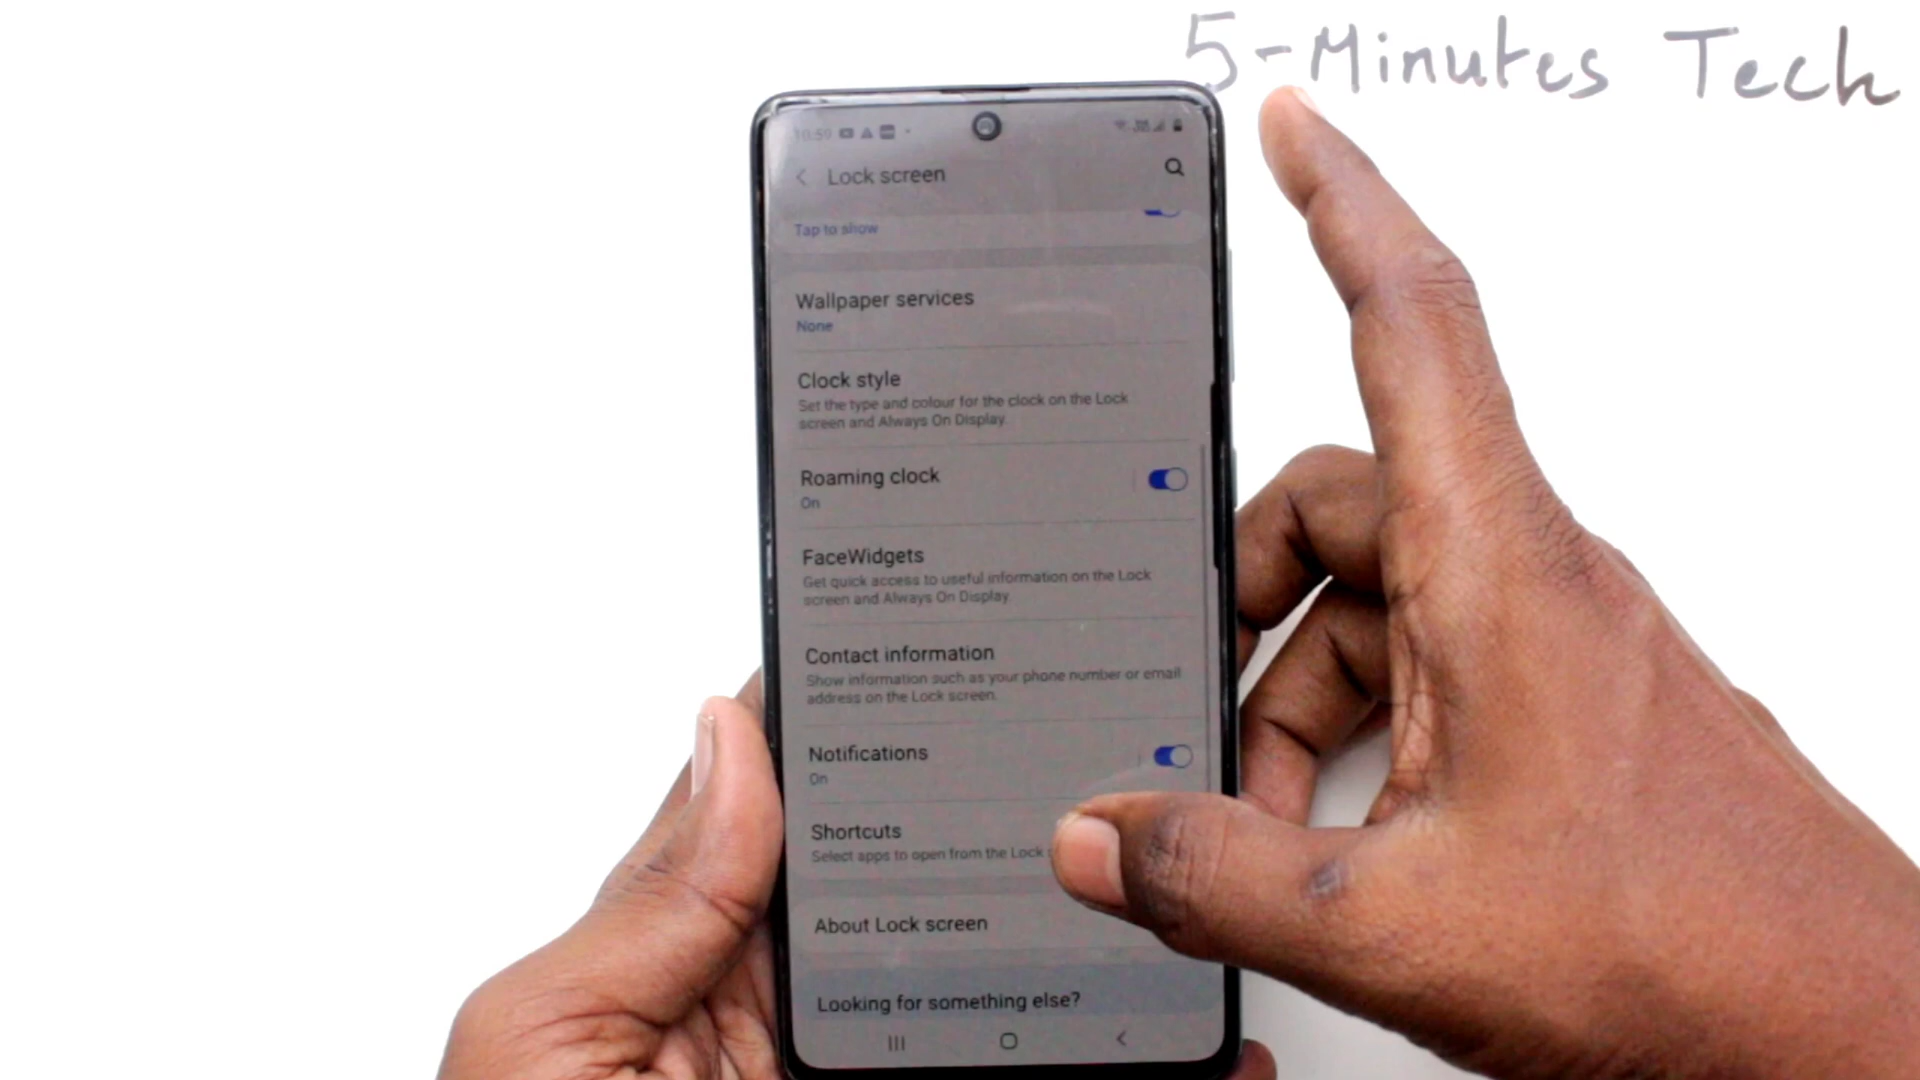 5-Minutes Tech
10:59
Lock screen
Tap to show
Wallpaper services
None
Clock style
Set the type and colour for the clock on the Lock
screen and Always On Display.
Roaming clock
On
FaceWidgets
Get quick access to useful information on the Lock
screen and Always On Display.
Contact information
Show information such as your phone number or email
address on the Lock screen.
Notifications
On
Shortcuts
Select apps to open from the Lock
About Lock screen
Looking for something else?